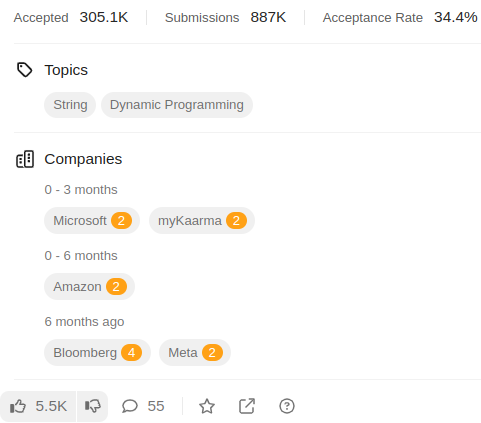 Accepted 305.1K Submissions 887K Acceptance Rate 34.4%
Topics
String Dynamic Programming
Companies
0 - 3 months
Microsoft 2 myKaarma 2
0 - 6 months
Amazon 2
6 months ago
Bloomberg 4 Meta 2
5.5K 55